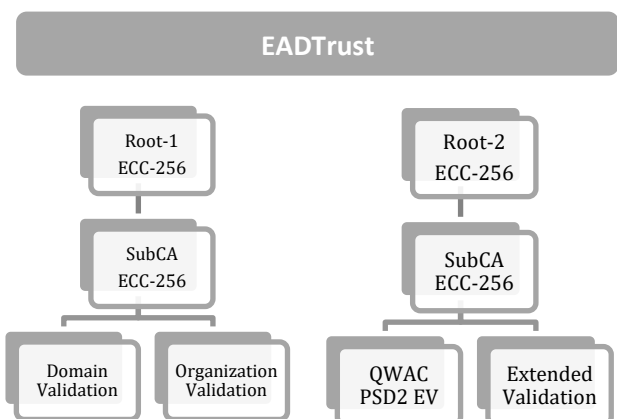 EADTrust
Root-1
ECC-256
Root-2
ECC-256
SubCA
ECC-256
SubCA
ECC-256
Domain
Validation
Organization
Validation
QWAC
PSD2 EV
Extended
Validation